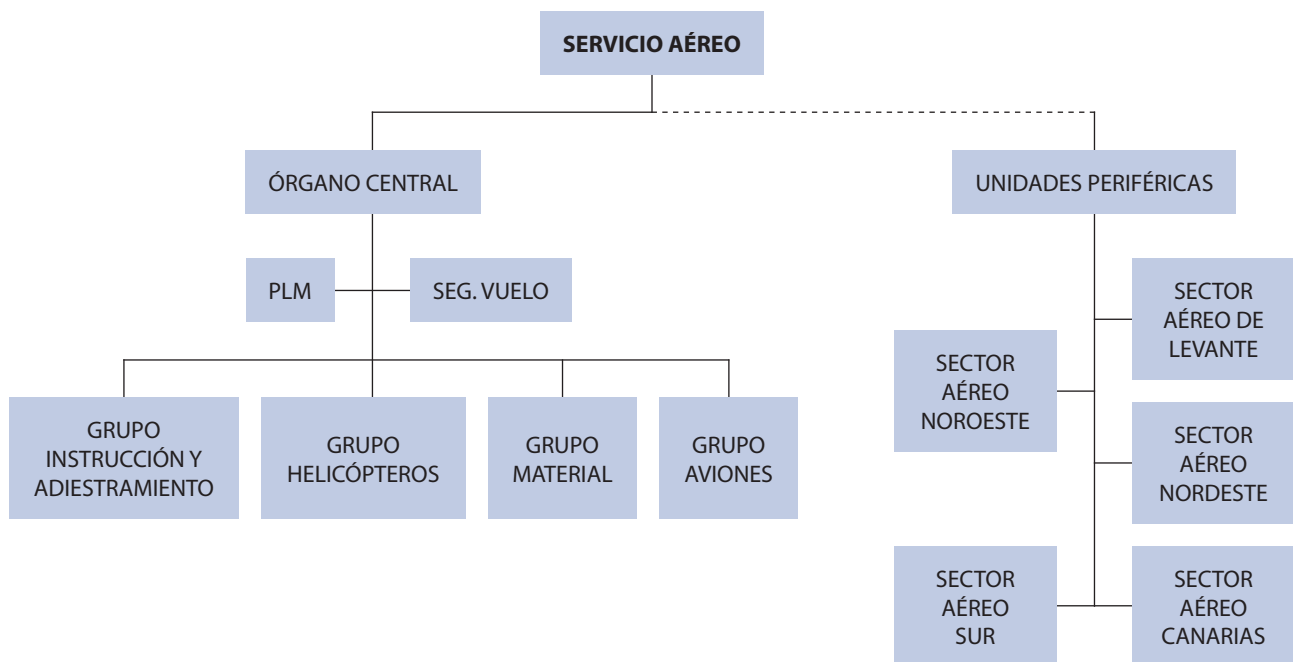 SERVICIO AÉREO
ÓRGANO CENTRAL
UNIDADES PERIFÉRICAS
PLM
SEG. VUELO
SECTOR
AÉREO DE
LEVANTE
SECTOR
AÉREO
NOROESTE
GRUPO
INSTRUCCIÓN Y
ADIESTRAMIENTO
GRUPO
HELICÓPTEROS
GRUPO
MATERIAL
GRUPO
AVIONES
SECTOR
AÉREO
NORDESTE
SECTOR
AÉREO
SUR
SECTOR
AÉREO
CANARIAS